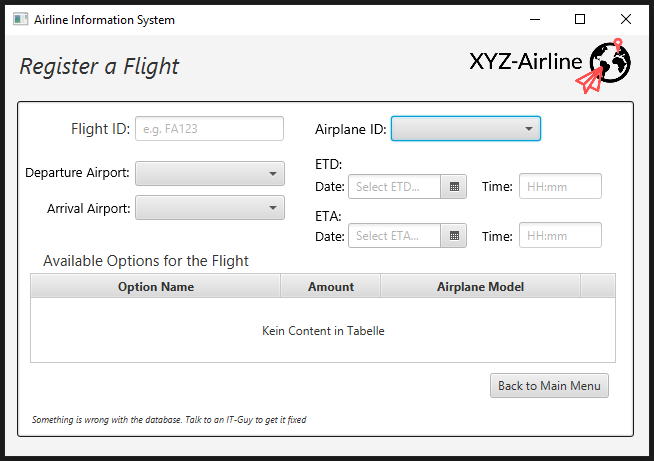 Airline Information System
Register a Flight
XYZ-Airline
Flight ID: e.g. FA123
Airplane ID:
Departure Airport:
ETD:
Date: Select ETD... Time: HH:mm
Arrival Airport:
ETA:
Date: Select ETA... Time: HH:mm
Available Options for the Flight
Option Name Amount Airplane Model
Kein Content in Tabelle
Back to Main Menu
Something is wrong with the database. Talk to an IT-Guy to get it fixed